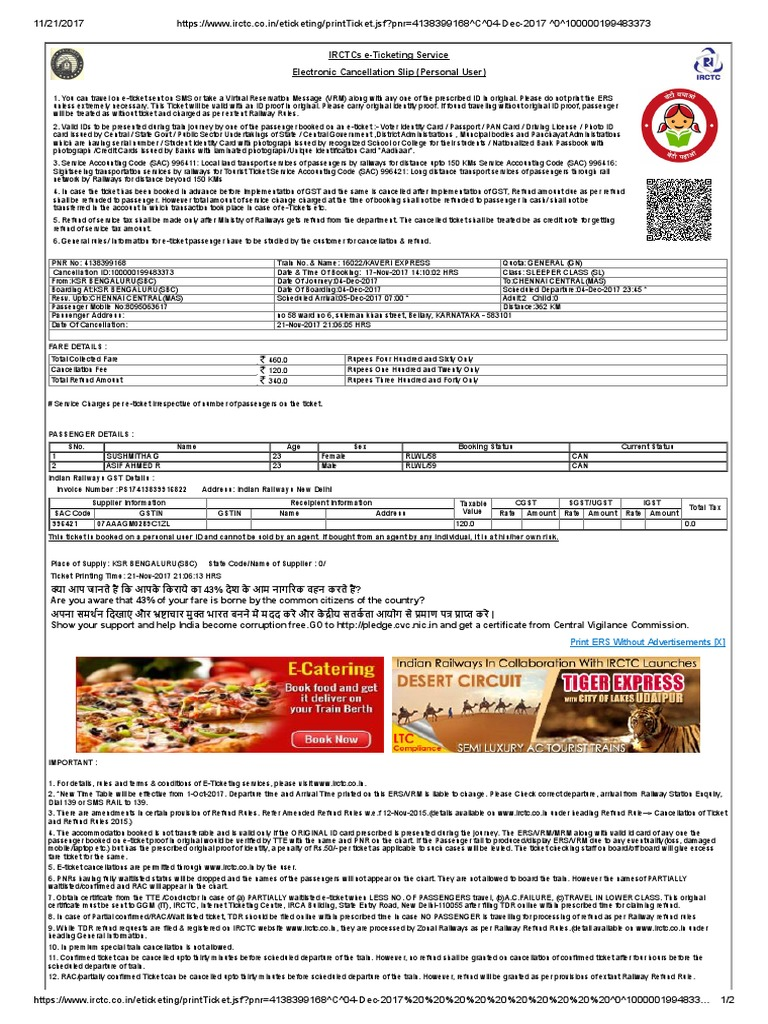 11/21/2017 https://www.irctc.co.in/eticketing/printTicket.jsf?pnr=4138399168^C^04-Dec-2017 ^0^100000199483373
IRCTCs e-Ticketing Service
Electronic Cancellation Slip (Personal User)
IRCTC
1. You can travel on e-ticket sent on SMS or take a Virtual Reservation Message (VRM) along with any one of the prescribed ID in original. Please do not print the ERS
unless extremely necessary. This Ticket will be valid with an ID proof in original. Please carry original identity proof. If found traveling without original ID proof, passenger
will be treated as without ticket and charged as per extent Railway Rules.
2. Valid IDs to be presented during train journey by one of the passenger booked on an e-ticket :- Voter Identity Card / Passport / PAN Card / Driving License / Photo ID
card issued by Central / State Govt / Public Sector Undertakings of State / Central Government ,District Administrations , Municipal bodies and Panchayat Administrations
which are having serial number / Student Identity Card with photograph issued by recognized School or College for their students / Nationalized Bank Passbook with
photograph /Credit Cards issued by Banks with laminated photograph/Unique Identification Card "Aadhaar".
3. Service Accounting Code (SAC) 996411: Local land transport services of passengers by railways for distance upto 150 KMs Service Accounting Code (SAC) 996416:
Sightseeing transportation services by railways for Tourist Ticket Service Accounting Code (SAC) 996421: Long distance transport services of passengers through rail
network by Railways for distance beyond 150 KMs
4. In case the ticket has been booked in advance before implementation of GST and the same is cancelled after implementation of GST, Refund amount due as per refund
shall be refunded to passenger. However total amount of service change charged at the time of booking shall not be refunded to passenger in cash/ shall not be
transferred in the account in which transaction took place in case of e-Tickets etc.
5. Refund of service tax shall be made only after Ministry of Railways gets refund from the department. The cancelled ticket shall be treated as credit note for getting
refund of service tax amount.
6. General rules/ Information for e-ticket passenger have to be studied by the customer for cancellation & refund.
बेटी बचाओ
बेटी पढ़ाओ
PNR No: 4138399168 Train No. & Name: 16022/KAVERI EXPRESS Quota: GENERAL (GN)
Cancellation ID:100000199483373 Date & Time Of Booking: 17-Nov-2017 14:10:02 HRS Class: SLEEPER CLASS (SL)
From:KSR BENGALURU(SBC) Date Of Journey:04-Dec-2017 To:CHENNAI CENTRAL(MAS)
Boarding At:KSR BENGALURU(SBC) Date Of Boarding:04-Dec-2017 Scheduled Departure:04-Dec-2017 23:45 *
Resv. Upto:CHENNAI CENTRAL(MAS) Scheduled Arrival:05-Dec-2017 07:00 * Adult:2 Child:0
Passenger Mobile No:8095063617 Distance:362 KM
Passenger Address: no 58 ward no 6, suleman khan street, Bellary, KARNATAKA - 583101
Date Of Cancellation: 21-Nov-2017 21:06:05 HRS
FARE DETAILS :
Total Collected Fare ₹ 460.0 Rupees Four Hundred and Sixty Only
Cancellation Fee ₹ 120.0 Rupees One Hundred and Twenty Only
Total Refund Amount ₹ 340.0 Rupees Three Hundred and Forty Only
# Service Charges per e-ticket irrespective of number of passengers on the ticket.
PASSENGER DETAILS :
SNo. Name Age Sex Booking Status Current Status
1 SUSHMITHA G 23 Female RLWL/58 CAN
2 ASIF AHMED R 23 Male RLWL/59 CAN
Indian Railways GST Details :
Invoice Number :PS17413839916822 Address: Indian Railways New Delhi
Supplier Information Receipient Information Taxable Value CGST SGST/UGST IGST Total Tax
SAC Code GSTIN GSTIN Name Address Rate Amount Rate Amount Rate Amount
996421 07AAAGM0289C1ZL 120.0 0.0
This ticket is booked on a personal user ID and cannot be sold by an agent. If bought from an agent by any individual, it is at his/her own risk.
Place of Supply: KSR BENGALURU(SBC) State Code/Name of Supplier : 0/
Ticket Printing Time: 21-Nov-2017 21:06:13 HRS
क्या आप जानते हैं कि आपके किराये का 43% देश के आम नागरिक वहन करते है?
Are you aware that 43% of your fare is borne by the common citizens of the country?
अपना समर्थन दिखाए और भ्रष्टाचार मुक्त भारत बनने में मदद करे और केंद्रीय सतर्कता आयोग से प्रमाण पत्र प्राप्त करे |
Show your support and help India become corruption free.GO to http://pledge.cvc.nic.in and get a certificate from Central Vigilance Commission.
Print ERS Without Advertisements [X]
E-Catering
Book food and get
it deliver on
your Train Berth
Book Now
Indian Railways In Collaboration With IRCTC Launches
DESERT CIRCUIT
TIGER EXPRESS
WITH CITY OF LAKES UDAIPUR
LTC
Compliance
SEMI LUXURY AC TOURIST TRAINS
IMPORTANT :
1. For details, rules and terms & conditions of E-Ticketing services, please visit www.irctc.co.in.
2. *New Time Table will be effective from 1-Oct-2017. Departure time and Arrival Time printed on this ERS/VRM is liable to change. Please Check correct departure, arrival from Railway Station Enquiry,
Dial 139 or SMS RAIL to 139.
3. There are amendments in certain provision of Refund Rules. Refer Amended Refund Rules w.e.f 12-Nov-2015.(details available on www.irctc.co.in under heading Refund Rule---> Cancellation of Ticket
and Refund Rules 2015.)
4. The accommodation booked is not transferable and is valid only if the ORIGINAL ID card prescribed is presented during the journey. The ERS/VRM/MRM along with valid id card of any one the
passenger booked on e-ticket proof in original would be verified by TTE with the name and PNR on the chart. If the Passenger fail to produce/display ERS/VRM due to any eventuality(loss, damaged
mobile/laptop etc.) but has the prescribed original proof of identity, a penalty of Rs.50/- per ticket as applicable to such cases will be levied. The ticket checking staff on board/off board will give excess
fare ticket for the same.
5. E-ticket cancellations are permitted through www.irctc.co.in by the user.
6. PNRs having fully waitlisted status will be dropped and the names of the passengers will not appear on the chart. They are not allowed to board the train. However the names of PARTIALLY
waitlisted/confirmed and RAC will appear in the chart.
7. Obtain certificate from the TTE /Conductor in case of (a) PARTIALLY waitlisted e-ticket when LESS NO. OF PASSENGERS travel, (b)A.C.FAILURE, (c)TRAVEL IN LOWER CLASS. This original
certificate must be sent to GGM (IT), IRCTC, Internet Ticketing Centre, IRCA Building, State Entry Road, New Delhi-110055 after filing TDR online within prescribed time for claiming refund.
8. In case of Partial confirmed/RAC/Wait listed ticket, TDR should be filed online within prescribed time in case NO PASSENGER is travelling for processing of refund as per Railway refund rules
9. While TDR refund requests are filed & registered on IRCTC website www.irctc.co.in, they are processed by Zonal Railways as per Railway Refund Rules.(detail available on www.irctc.co.in under
heading General Information.
10. In premium special train cancellation is not allowed.
11. Confirmed ticket can be cancelled upto thirty minutes before scheduled departure of the train. However, no refund shall be granted on cancellation of confirmed ticket after four hours before the
scheduled departure of train.
12. RAC/partially confirmed Ticket can be cancelled upto thirty minutes before scheduled departure of the train. However, refund will be granted as per provisions of extant Railway Refund Rule.
https://www.irctc.co.in/eticketing/printTicket.jsf?pnr=4138399168^C^04-Dec-2017%20%20%20%20%20%20%20%20%20%20^0^1000001994833… 1/2